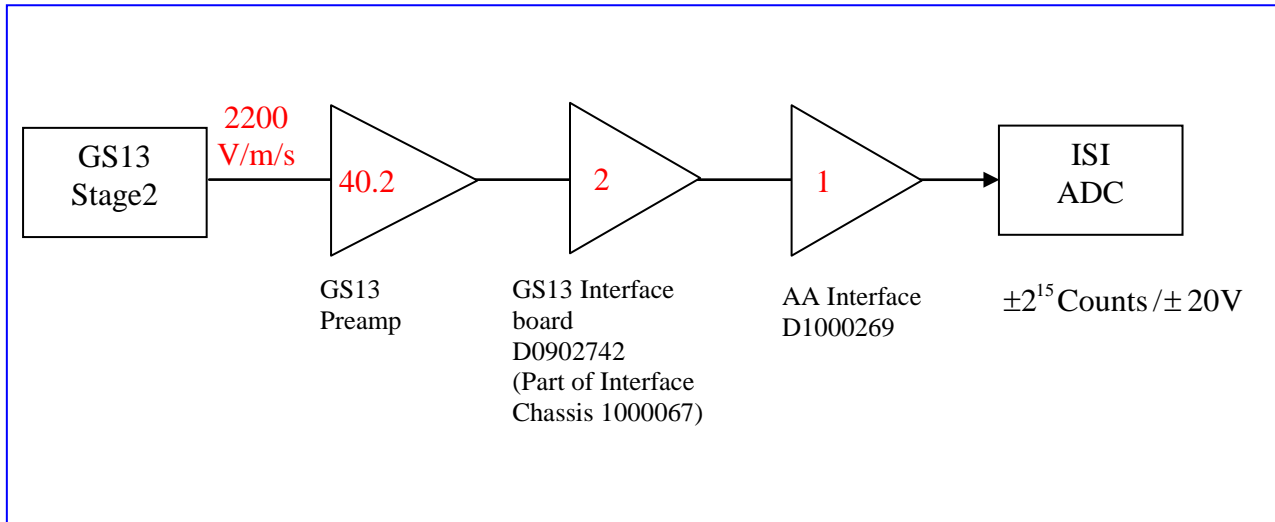 GS13
Stage2
2200
V/m/s
40.2
2
1
ISI
ADC
GS13
Preamp
GS13 Interface
board
D0902742
(Part of Interface
Chassis 1000067)
AA Interface
D1000269
±2¹⁵ Counts /± 20V